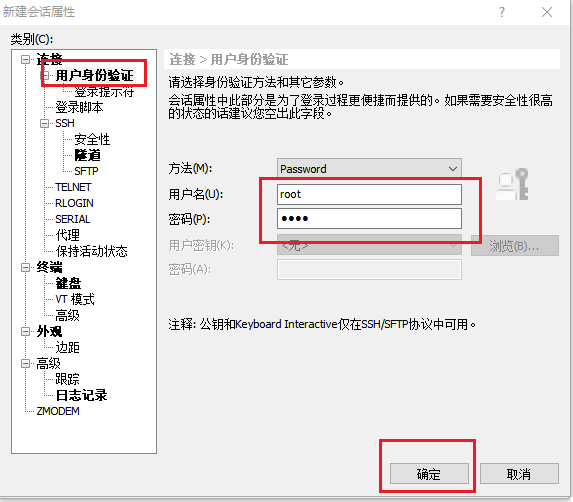 新建会话属性
类别(C):
连接
用户身份验证
登录提示符
登录脚本
SSH
安全性
隧道
SFTP
TELNET
RLOGIN
SERIAL
代理
保持活动状态
终端
键盘
VT 模式
高级
外观
边距
高级
跟踪
日志记录
ZMODEM
连接 > 用户身份验证
请选择身份验证方法和其它参数。
会话属性中此部分是为了登录过程更便捷而提供的。如果需要安全性很高
的状态的话建议您空出此字段。
方法(M): Password
用户名(U): root
密码(P): ●●●●
用户密钥(K): <无> 浏览(B)...
密码(A):
注释: 公钥和Keyboard Interactive仅在SSH/SFTP协议中可用。
确定 取消